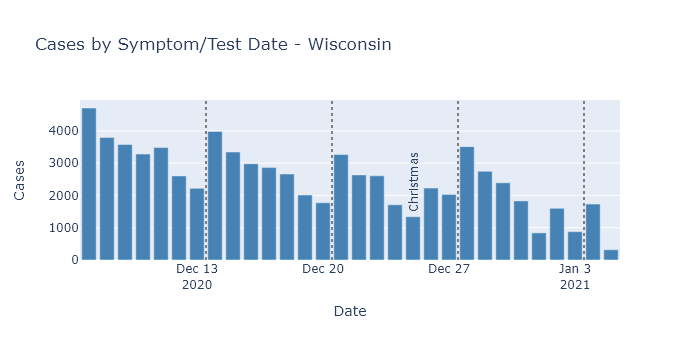 Cases by Symptom/Test Date - Wisconsin
Cases
4000
3000
2000
1000
0
Christmas
Dec 13
2020
Dec 20
Dec 27
Jan 3
2021
Date